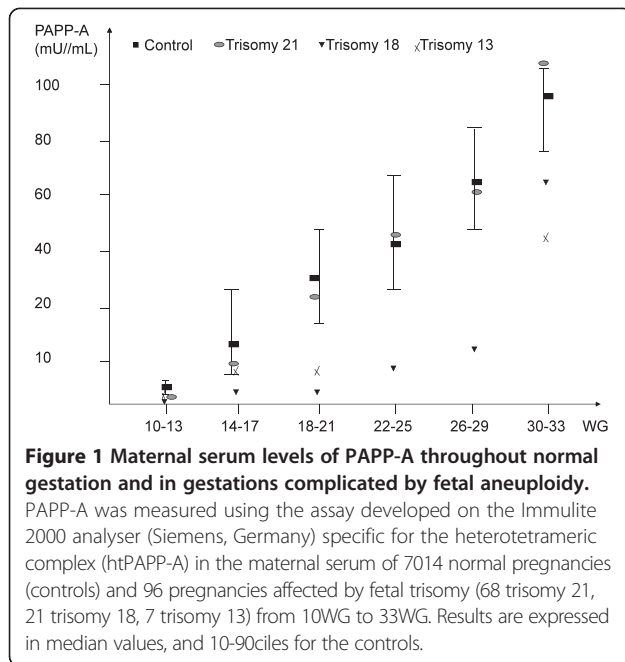 PAPP-A
(mU//mL)
Control Trisomy 21 Trisomy 18 Trisomy 13
100
80
60
40
20
10
10-13 14-17 18-21 22-25 26-29 30-33 WG
Figure 1 Maternal serum levels of PAPP-A throughout normal
gestation and in gestations complicated by fetal aneuploidy.
PAPP-A was measured using the assay developed on the Immulite
2000 analyser (Siemens, Germany) specific for the heterotetrameric
complex (htPAPP-A) in the maternal serum of 7014 normal pregnancies
(controls) and 96 pregnancies affected by fetal trisomy (68 trisomy 21,
21 trisomy 18, 7 trisomy 13) from 10WG to 33WG. Results are expressed
in median values, and 10-90ciles for the controls.